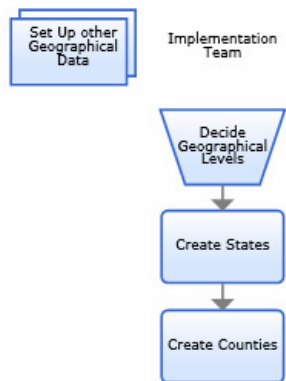 Set Up other
Geographical
Data
Implementation
Team
Decide
Geographical
Levels
Create States
Create Counties